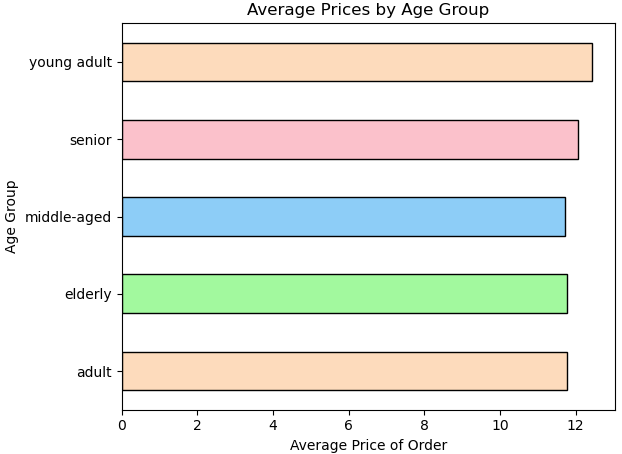 Average Prices by Age Group
young adult
senior
middle-aged
elderly
adult
Age Group
0 2 4 6 8 10 12
Average Price of Order